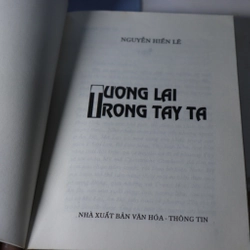 NGUYỄN HIẾN LÊ
TƯƠNG LAI
TRONG TAY TA
NHÀ XUẤT BẢN VĂN HÓA - THÔNG TIN